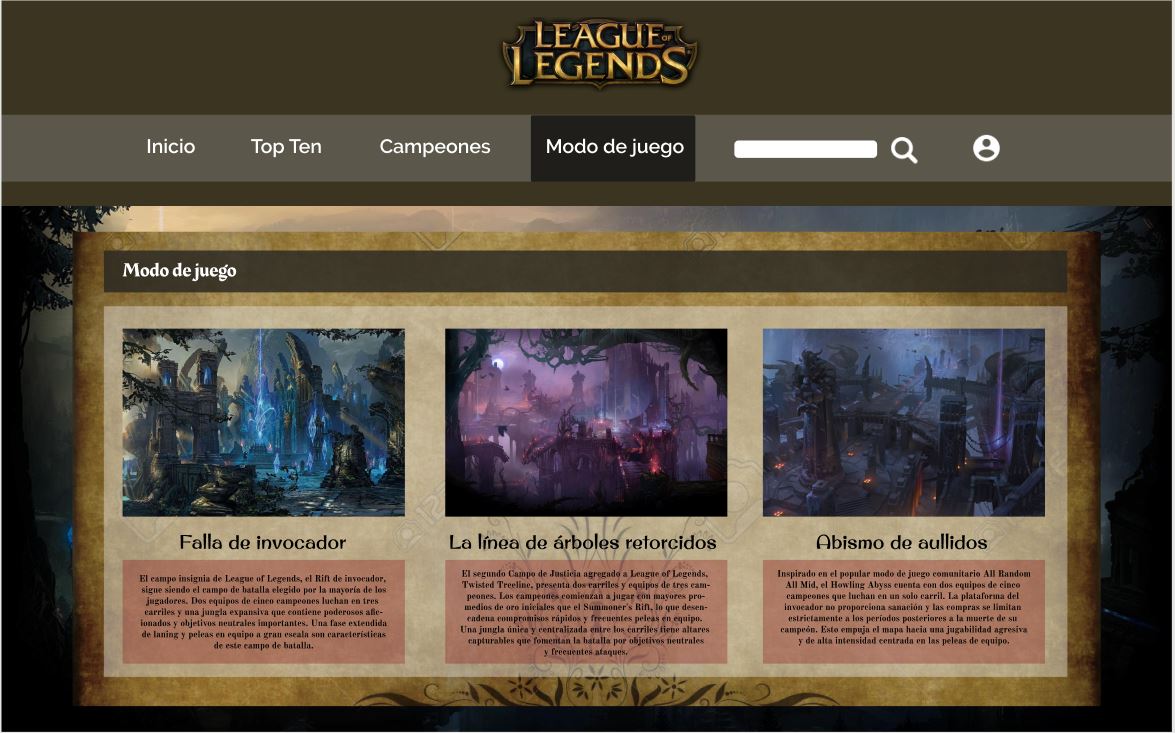 LEAGUE OF
LEGENDS
Inicio
Top Ten
Campeones
Modo de juego
Modo de juego
Falla de invocador
El campo insignia de League of Legends, el Rift de invocador,
sigue siendo el campo de batalla elegido por la mayoría de los
jugadores. Dos equipos de cinco campeones luchan en tres
carriles y una jungla expansiva que contiene poderosos afic-
ionados y objetivos neutrales importantes. Una fase extendida
de laning y peleas en equipo a gran escala son características
de este campo de batalla.
La línea de árboles retorcidos
El segundo Campo de Justicia agregado a League of Legends,
Twisted Treeline, presenta dos carriles y equipos de tres cam-
peones. Los campeones comienzan a jugar con mayores pro-
medios de oro iniciales que el Summoner's Rift, lo que desen-
cadena compromisos rápidos y frecuentes peleas en equipo.
Una jungla única y centralizada entre los carriles tiene altares
capturables que fomentan la batalla por objetivos neutrales
y frecuentes ataques.
Abismo de aullidos
Inspirado en el popular modo de juego comunitario All Random
All Mid, el Howling Abyss cuenta con dos equipos de cinco
campeones que luchan en un solo carril. La plataforma del
invocador no proporciona sanación y las compras se limitan
estrictamente a los períodos posteriores a la muerte de su
campeón. Esto empuja el mapa hacia una jugabilidad agresiva
y de alta intensidad centrada en las peleas de equipo.